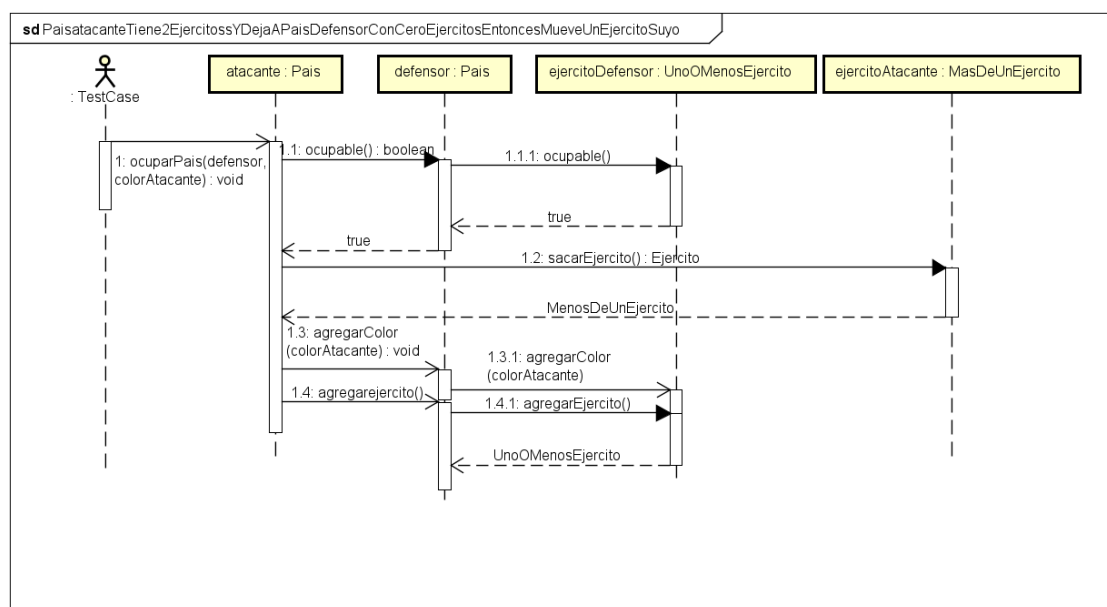 sd PaisatacanteTiene2EjercitossYDejaAPaisDefensorConCeroEjercitosEntoncesMueveUnEjercitoSuyo
: TestCase
atacante : Pais
defensor : Pais
ejercitoDefensor : UnoOMenosEjercito
ejercitoAtacante : MasDeUnEjercito
1: ocuparPais(defensor,
colorAtacante) : void
1.1: ocupable() : boolean
1.1.1: ocupable()
true
true
1.2: sacarEjercito() : Ejercito
MenosDeUnEjercito
1.3: agregarColor
(colorAtacante) : void
1.3.1: agregarColor
(colorAtacante)
1.4: agregarejercito()
1.4.1: agregarEjercito()
UnoOMenosEjercito